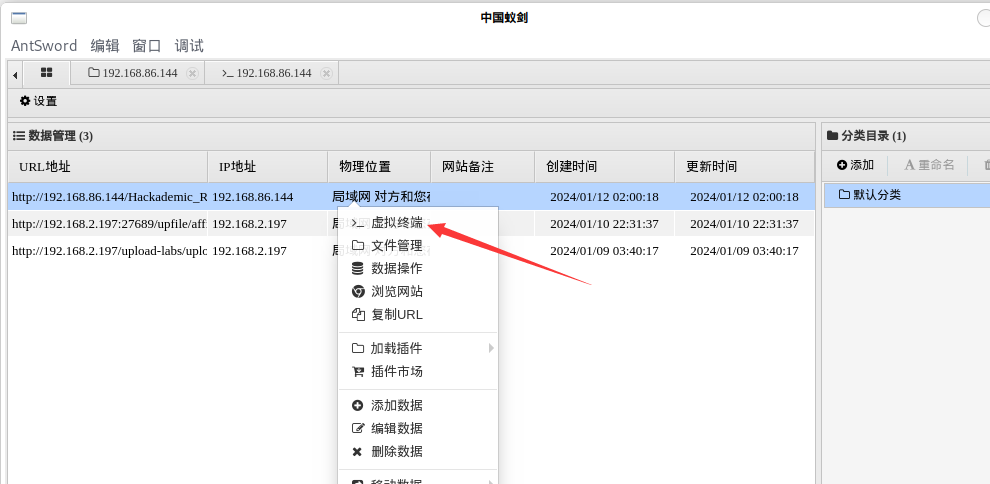 中国蚁剑
AntSword 编辑 窗口 调试
192.168.86.144 192.168.86.144
设置
数据管理 (3) 分类目录 (1)
URL地址 IP地址 物理位置 网站备注 创建时间 更新时间 添加 重命名
http://192.168.86.144/Hackademic_R 192.168.86.144 局域网 对方和您在 2024/01/12 02:00:18 2024/01/12 02:00:18 默认分类
http://192.168.2.197:27689/upfile/aff 192.168.2.197 2024/01/10 22:31:37 2024/01/10 22:31:37
http://192.168.2.197/upload-labs/uplo 192.168.2.197 2024/01/09 03:40:17 2024/01/09 03:40:17
虚拟终端
文件管理
数据操作
浏览网站
复制URL
加载插件
插件市场
添加数据
编辑数据
删除数据
移动数据